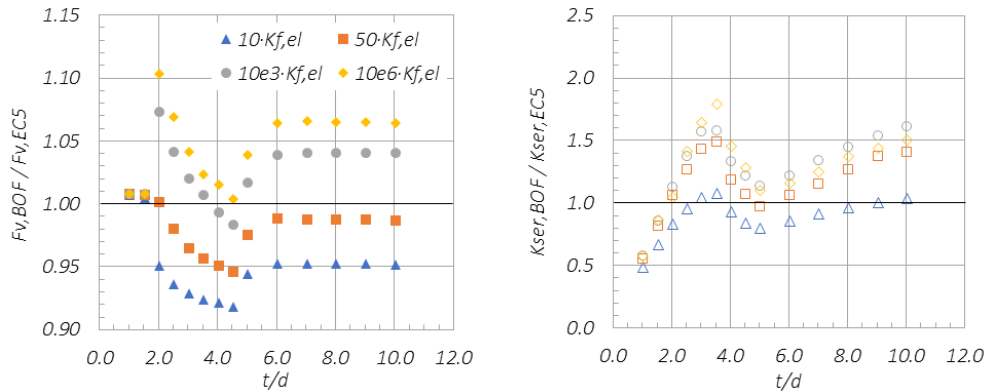 1.15
1.10
1.05
1.00
0.95
0.90
Fv,BOF / Fv,EC5
10·Kf,el
50·Kf,el
10e3·Kf,el
10e6·Kf,el
0.0 2.0 4.0 6.0 8.0 10.0 12.0
t/d
2.5
2.0
1.5
1.0
0.5
0.0
Kser,BOF / Kser,EC5
0.0 2.0 4.0 6.0 8.0 10.0 12.0
t/d